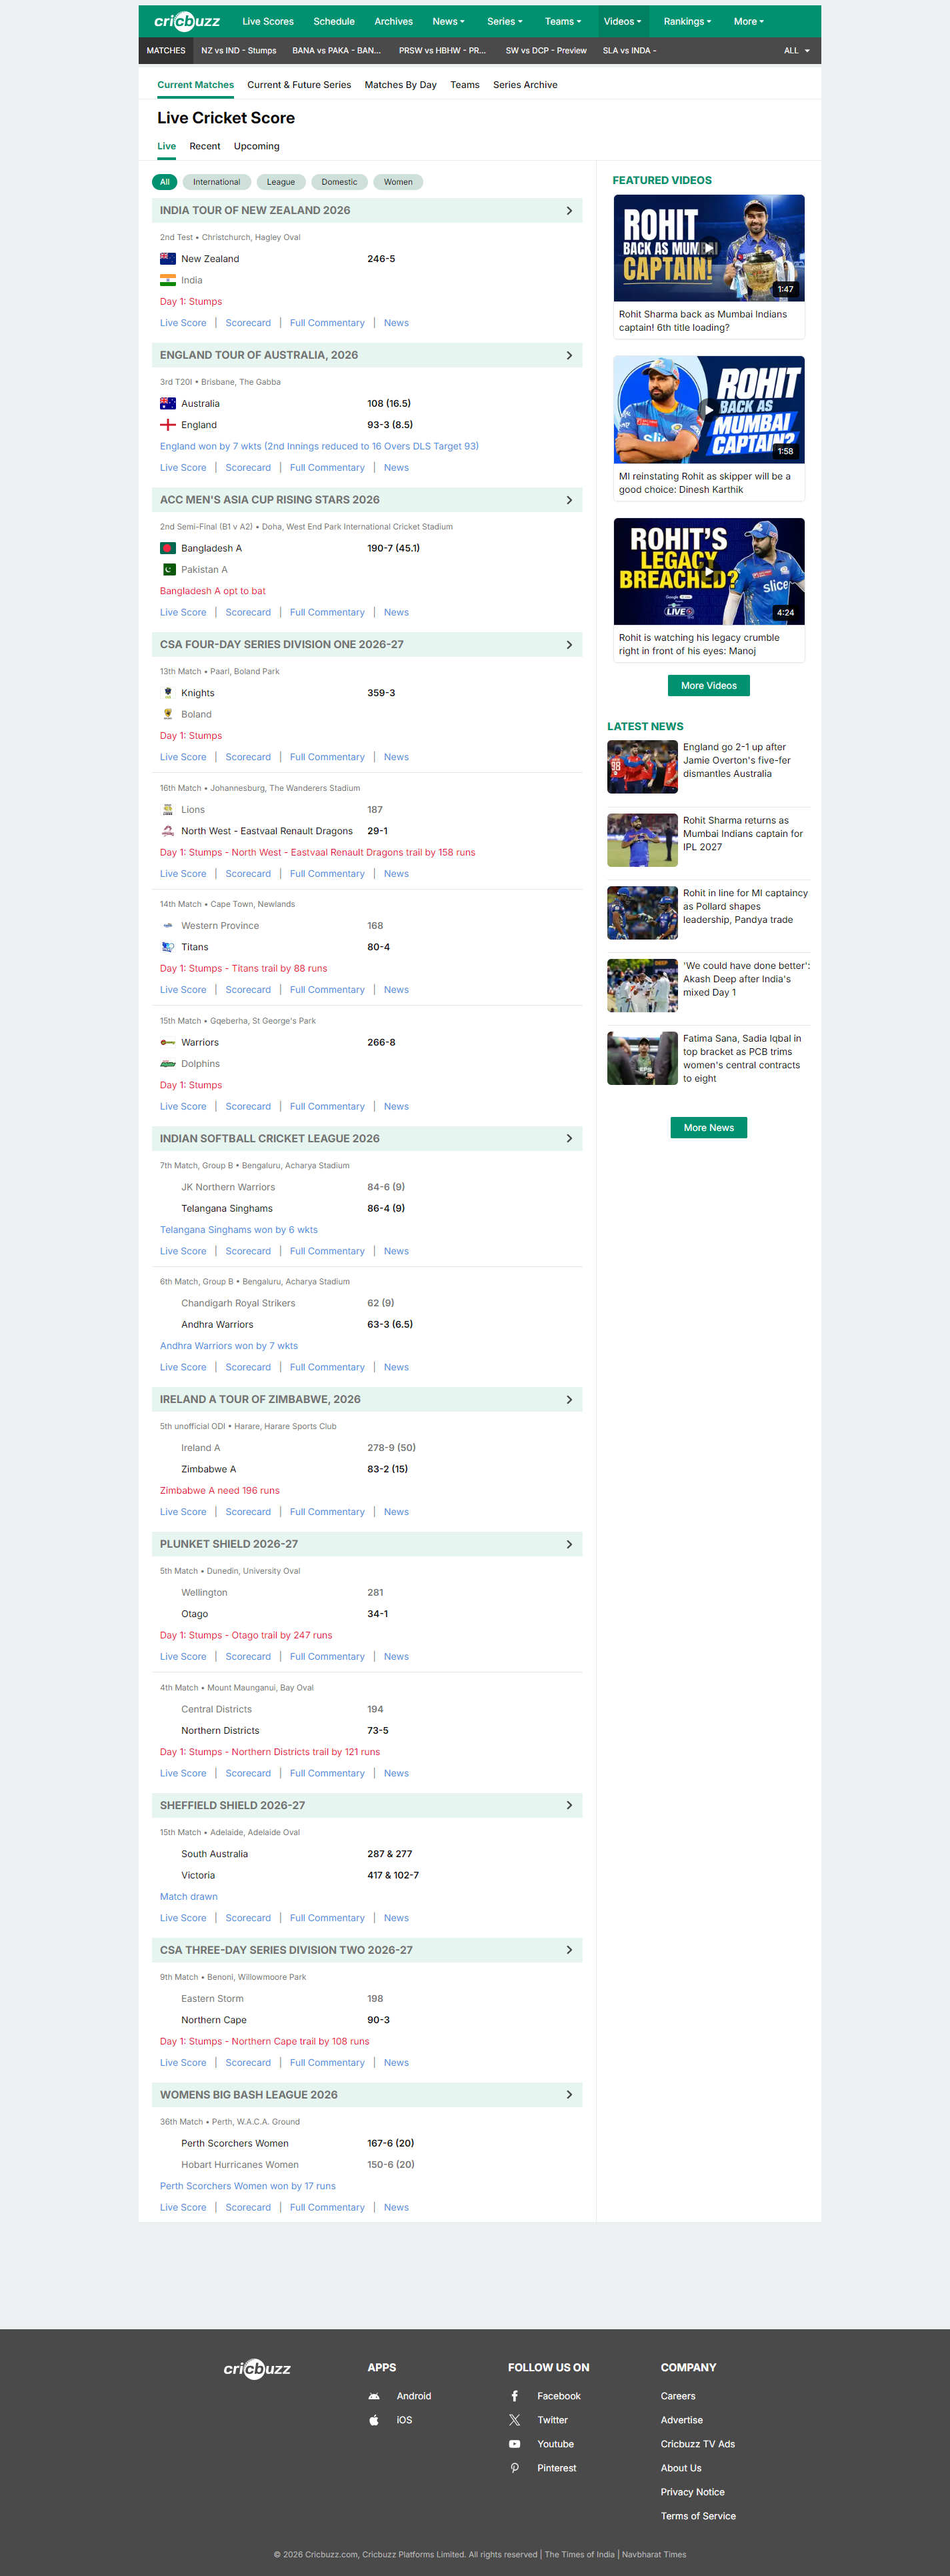 cricbuzz Live Scores Schedule Archives News Series Teams Videos Rankings More
MATCHES NZ vs IND - Stumps BANA vs PAKA - BAN... PRSW vs HBHW - PR... SW vs DCP - Preview SLA vs INDA - ALL
Current Matches Current & Future Series Matches By Day Teams Series Archive
Live Cricket Score
Live Recent Upcoming
All International League Domestic Women
INDIA TOUR OF NEW ZEALAND 2026
2nd Test • Christchurch, Hagley Oval
New Zealand 246-5
India
Day 1: Stumps
Live Score | Scorecard | Full Commentary | News
ENGLAND TOUR OF AUSTRALIA, 2026
3rd T20I • Brisbane, The Gabba
Australia 108 (16.5)
England 93-3 (8.5)
England won by 7 wkts (2nd Innings reduced to 16 Overs DLS Target 93)
Live Score | Scorecard | Full Commentary | News
ACC MEN'S ASIA CUP RISING STARS 2026
2nd Semi-Final (B1 v A2) • Doha, West End Park International Cricket Stadium
Bangladesh A 190-7 (45.1)
Pakistan A
Bangladesh A opt to bat
Live Score | Scorecard | Full Commentary | News
CSA FOUR-DAY SERIES DIVISION ONE 2026-27
13th Match • Paarl, Boland Park
Knights 359-3
Boland
Day 1: Stumps
Live Score | Scorecard | Full Commentary | News
16th Match • Johannesburg, The Wanderers Stadium
Lions 187
North West - Eastvaal Renault Dragons 29-1
Day 1: Stumps - North West - Eastvaal Renault Dragons trail by 158 runs
Live Score | Scorecard | Full Commentary | News
14th Match • Cape Town, Newlands
Western Province 168
Titans 80-4
Day 1: Stumps - Titans trail by 88 runs
Live Score | Scorecard | Full Commentary | News
15th Match • Gqeberha, St George's Park
Warriors 266-8
Dolphins
Day 1: Stumps
Live Score | Scorecard | Full Commentary | News
INDIAN SOFTBALL CRICKET LEAGUE 2026
7th Match, Group B • Bengaluru, Acharya Stadium
JK Northern Warriors 84-6 (9)
Telangana Singhams 86-4 (9)
Telangana Singhams won by 6 wkts
Live Score | Scorecard | Full Commentary | News
6th Match, Group B • Bengaluru, Acharya Stadium
Chandigarh Royal Strikers 62 (9)
Andhra Warriors 63-3 (6.5)
Andhra Warriors won by 7 wkts
Live Score | Scorecard | Full Commentary | News
IRELAND A TOUR OF ZIMBABWE, 2026
5th unofficial ODI • Harare, Harare Sports Club
Ireland A 278-9 (50)
Zimbabwe A 83-2 (15)
Zimbabwe A need 196 runs
Live Score | Scorecard | Full Commentary | News
PLUNKET SHIELD 2026-27
5th Match • Dunedin, University Oval
Wellington 281
Otago 34-1
Day 1: Stumps - Otago trail by 247 runs
Live Score | Scorecard | Full Commentary | News
4th Match • Mount Maunganui, Bay Oval
Central Districts 194
Northern Districts 73-5
Day 1: Stumps - Northern Districts trail by 121 runs
Live Score | Scorecard | Full Commentary | News
SHEFFIELD SHIELD 2026-27
15th Match • Adelaide, Adelaide Oval
South Australia 287 & 277
Victoria 417 & 102-7
Match drawn
Live Score | Scorecard | Full Commentary | News
CSA THREE-DAY SERIES DIVISION TWO 2026-27
9th Match • Benoni, Willowmoore Park
Eastern Storm 198
Northern Cape 90-3
Day 1: Stumps - Northern Cape trail by 108 runs
Live Score | Scorecard | Full Commentary | News
WOMENS BIG BASH LEAGUE 2026
36th Match • Perth, W.A.C.A. Ground
Perth Scorchers Women 167-6 (20)
Hobart Hurricanes Women 150-6 (20)
Perth Scorchers Women won by 17 runs
Live Score | Scorecard | Full Commentary | News
FEATURED VIDEOS
ROHIT
BACK AS MUMBAI
CAPTAIN!
1:47
Rohit Sharma back as Mumbai Indians
captain! 6th title loading?
ROHIT
BACK AS
MUMBAI
CAPTAIN?
1:58
MI reinstating Rohit as skipper will be a
good choice: Dinesh Karthik
ROHIT'S
LEGACY
BREACHED?
slice
LIVE
4:24
Rohit is watching his legacy crumble
right in front of his eyes: Manoj
More Videos
LATEST NEWS
England go 2-1 up after
Jamie Overton's five-fer
dismantles Australia
Rohit Sharma returns as
Mumbai Indians captain for
IPL 2027
Rohit in line for MI captaincy
as Pollard shapes
leadership, Pandya trade
'We could have done better':
Akash Deep after India's
mixed Day 1
Fatima Sana, Sadia Iqbal in
top bracket as PCB trims
women's central contracts
to eight
More News
cricbuzz
APPS
Android
iOS
FOLLOW US ON
Facebook
Twitter
Youtube
Pinterest
COMPANY
Careers
Advertise
Cricbuzz TV Ads
About Us
Privacy Notice
Terms of Service
© 2026 Cricbuzz.com, Cricbuzz Platforms Limited. All rights reserved | The Times of India | Navbharat Times